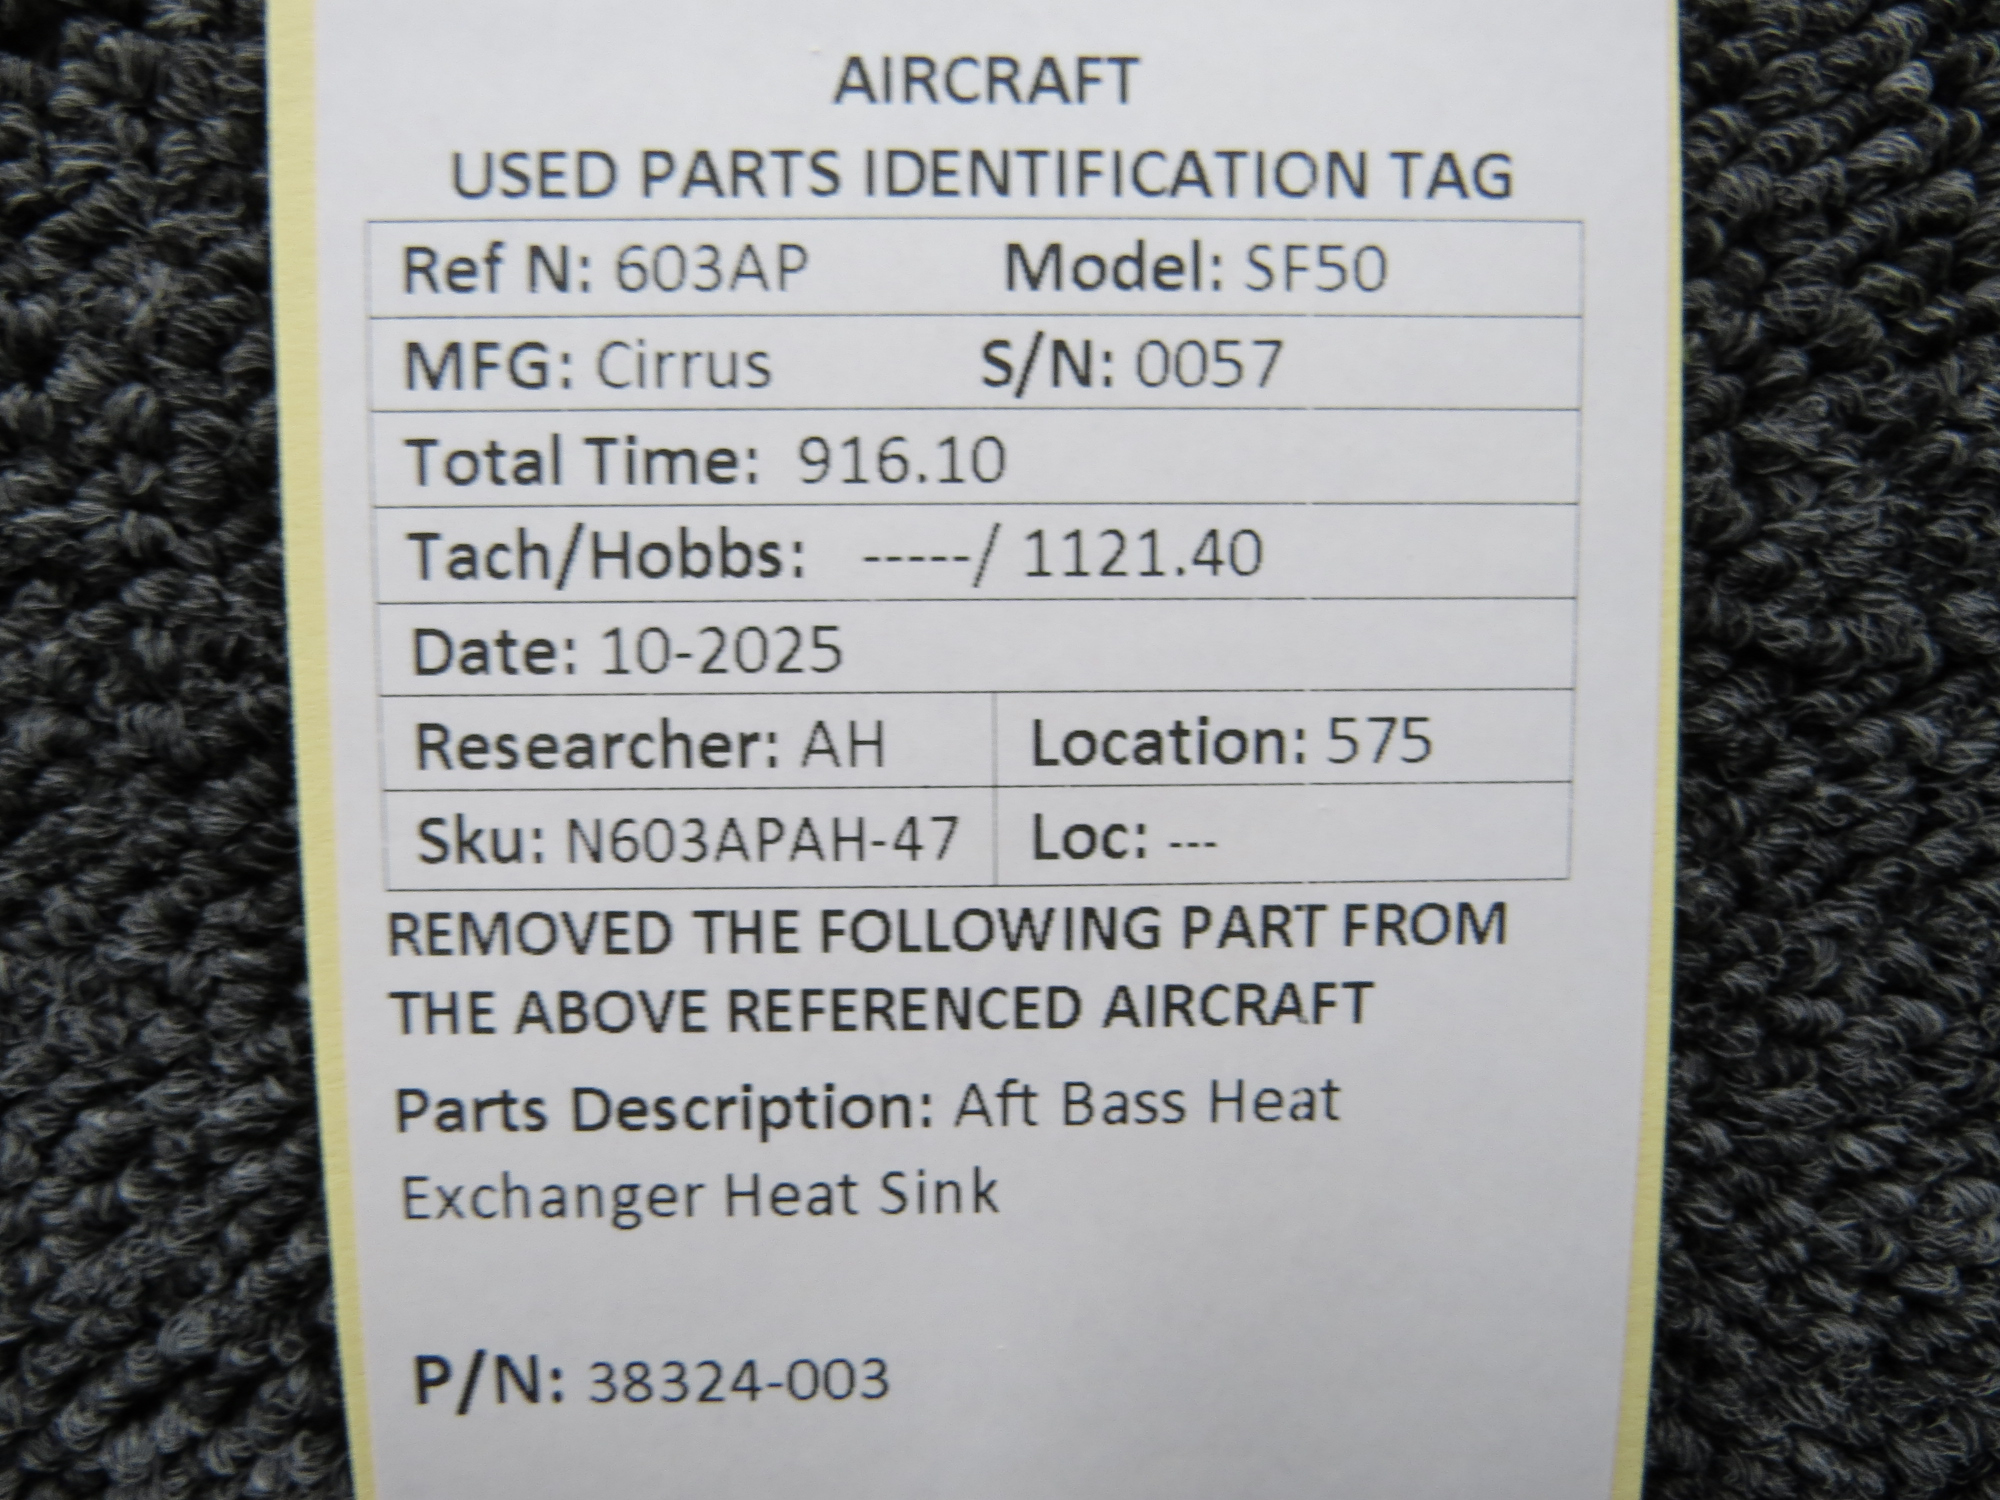 AIRCRAFT
USED PARTS IDENTIFICATION TAG
Ref N: 603AP Model: SF50
MFG: Cirrus S/N: 0057
Total Time: 916.10
Tach/Hobbs: -----/ 1121.40
Date: 10-2025
Researcher: AH Location: 575
Sku: N603APAH-47 Loc: ---
REMOVED THE FOLLOWING PART FROM
THE ABOVE REFERENCED AIRCRAFT
Parts Description: Aft Bass Heat
Exchanger Heat Sink
P/N: 38324-003